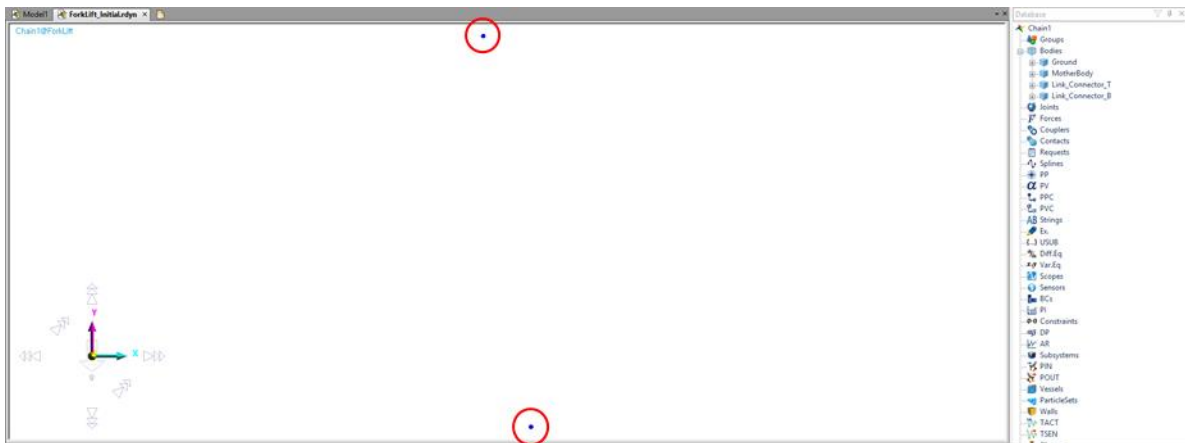 Model1 ForkLift_Initial.rdyn
Chain1@ForkLift
Y
X
Database
Chain1
Groups
Bodies
Ground
MotherBody
Link_Connector_T
Link_Connector_B
Joints
Forces
Couplers
Contacts
Requests
Splines
PP
PV
PPC
PVC
AB Strings
Ex.
USUB
Diff.Eq
Var.Eq
Scopes
Sensors
BCs
PI
Constraints
DP
AR
Subsystems
PIN
POUT
Vessels
ParticleSets
Walls
TACT
TSEN